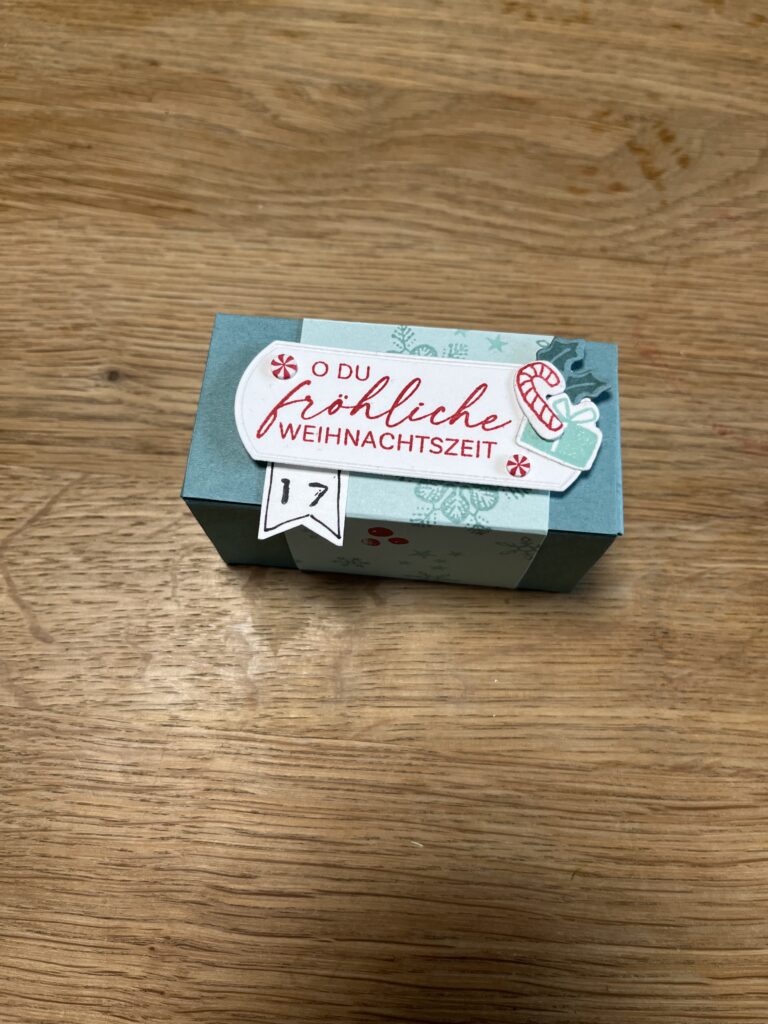 O DU
fröhliche
WEIHNACHTSZEIT
17